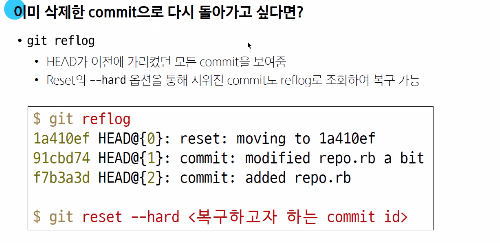 이미 삭제한 commit으로 다시 돌아가고 싶다면?
• git reflog
• HEAD가 이전에 가리켰던 모든 commit을 보여줌
• Reset의 --hard 옵션을 통해 지워진 commit도 reflog로 조회하여 복구 가능
$ git reflog
1a410ef HEAD@{0}: reset: moving to 1a410ef
91cbd74 HEAD@{1}: commit: modified repo.rb a bit
f7b3a3d HEAD@{2}: commit: added repo.rb
$ git reset --hard <복구하고자 하는 commit id>